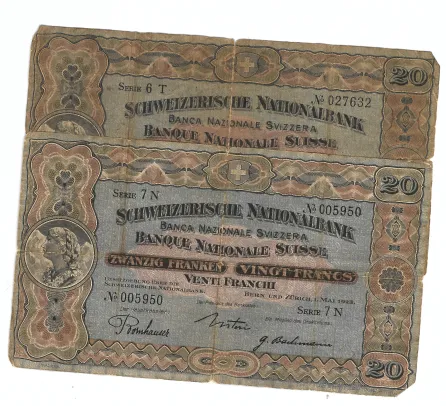 20
SERIE 6 T
Nº 027632
SCHWEIZERISCHE NATIONALBANK
BANCA NAZIONALE SVIZZERA
BANQUE NATIONALE SUISSE
20
SERIE 7 N
Nº 005950
SCHWEIZERISCHE NATIONALBANK
BANCA NAZIONALE SVIZZERA
BANQUE NATIONALE SUISSE
ZWANZIG FRANKEN VINGT FRANCS
VENTI FRANCHI
BERN UND ZÜRICH, 1. MAI
Nº 005950
SERIE 7 N
20